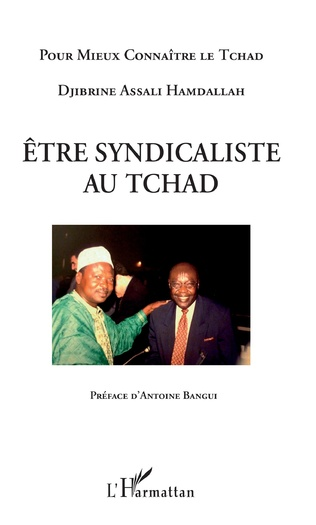 Pour Mieux Connaître le Tchad
Djibrine Assali Hamdallah
ÊTRE SYNDICALISTE
AU TCHAD
Préface d'Antoine Bangui
L'Harmattan